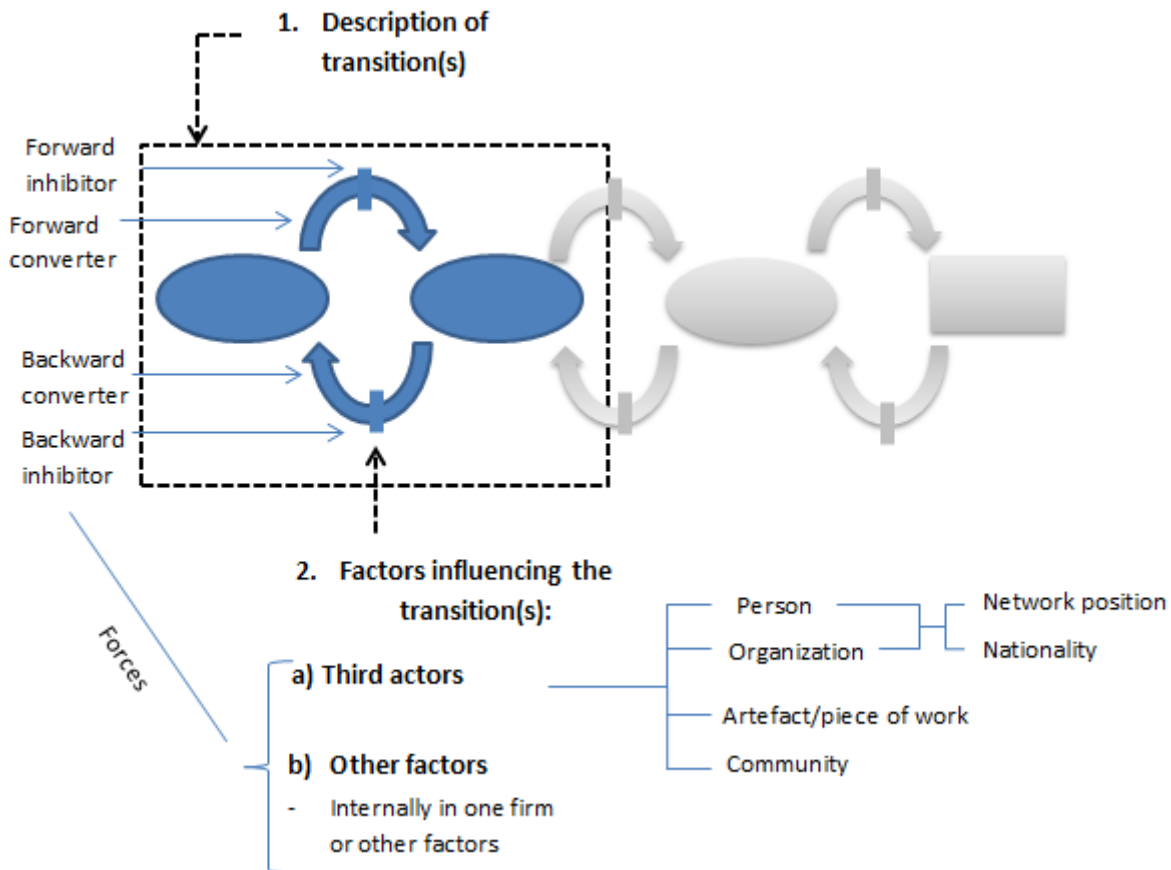 1. Description of
transition(s)
Forward
inhibitor
Forward
converter
Backward
converter
Backward
inhibitor
2. Factors influencing the
transition(s):
Forces
a) Third actors
Person
Organization
Artefact/piece of work
Community
Network position
Nationality
b) Other factors
- Internally in one firm
or other factors